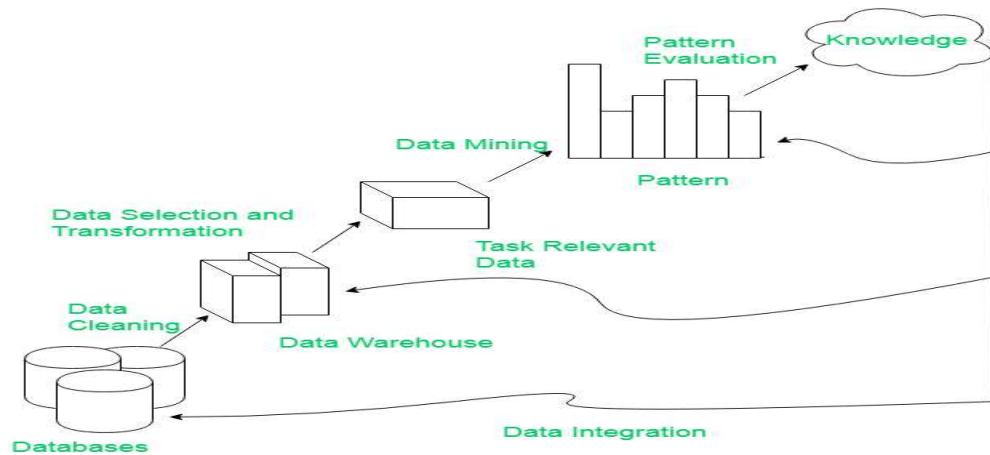 Pattern
Evaluation
Knowledge
Data Mining
Pattern
Data Selection and
Transformation
Task Relevant
Data
Data
Cleaning
Data Warehouse
Databases
Data Integration